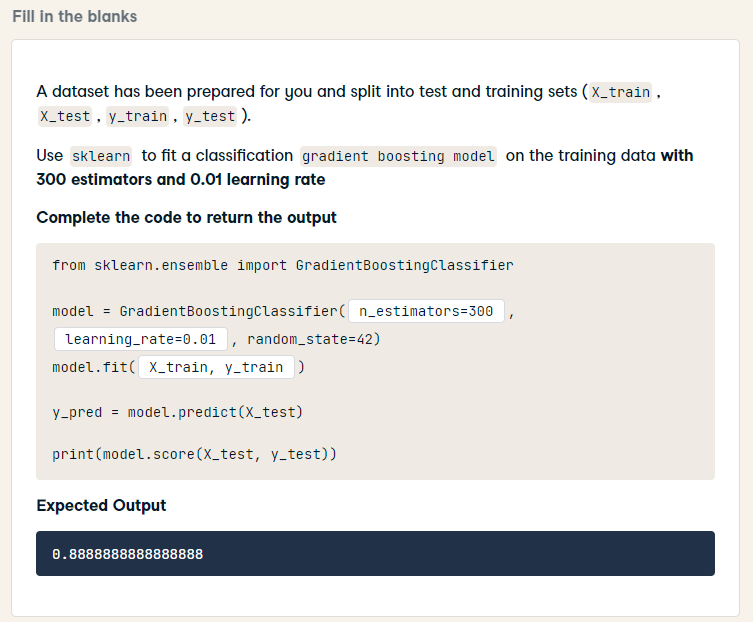 Fill in the blanks
A dataset has been prepared for you and split into test and training sets ( X_train ,
X_test , y_train , y_test ).
Use sklearn to fit a classification gradient boosting model on the training data with
300 estimators and 0.01 learning rate
Complete the code to return the output
from sklearn.ensemble import GradientBoostingClassifier
model = GradientBoostingClassifier( n_estimators=300 ,
learning_rate=0.01 , random_state=42)
model.fit( X_train, y_train )
y_pred = model.predict(X_test)
print(model.score(X_test, y_test))
Expected Output
0.8888888888888888